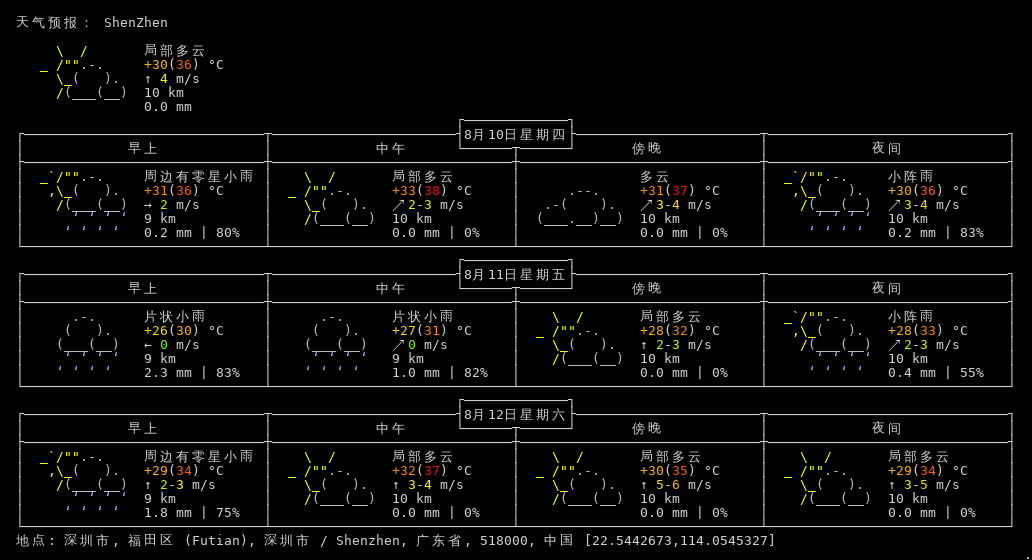 天气预报： ShenZhen
局部多云
+30(36) °C
↑ 4 m/s
10 km
0.0 mm
8月10日星期四
早上 中午 傍晚 夜间
周边有零星小雨 局部多云 多云 小阵雨
+31(36) °C +33(38) °C +31(37) °C +30(36) °C
→ 2 m/s ↗ 2-3 m/s ↗ 3-4 m/s ↗ 3-4 m/s
9 km 10 km 10 km 10 km
0.2 mm | 80% 0.0 mm | 0% 0.0 mm | 0% 0.2 mm | 83%
8月11日星期五
早上 中午 傍晚 夜间
片状小雨 片状小雨 局部多云 小阵雨
+26(30) °C +27(31) °C +28(32) °C +28(33) °C
← 0 m/s ↗ 0 m/s ↑ 2-3 m/s ↗ 2-3 m/s
9 km 9 km 10 km 10 km
2.3 mm | 83% 1.0 mm | 82% 0.0 mm | 0% 0.4 mm | 55%
8月12日星期六
早上 中午 傍晚 夜间
周边有零星小雨 局部多云 局部多云 局部多云
+29(34) °C +32(37) °C +30(35) °C +29(34) °C
↑ 2-3 m/s ↑ 3-4 m/s ↑ 5-6 m/s ↑ 3-5 m/s
9 km 10 km 10 km 10 km
1.8 mm | 75% 0.0 mm | 0% 0.0 mm | 0% 0.0 mm | 0%
地点: 深圳市, 福田区 (Futian), 深圳市 / Shenzhen, 广东省, 518000, 中国 [22.5442673,114.0545327]